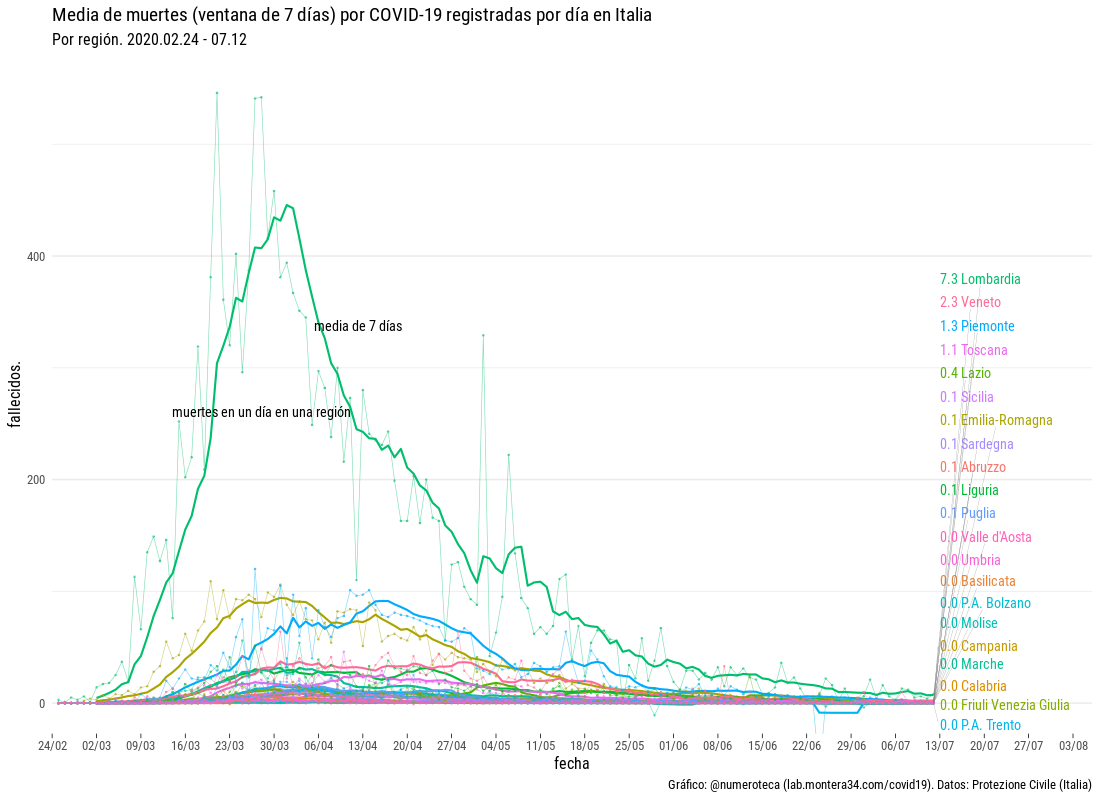 Media de muertes (ventana de 7 días) por COVID-19 registradas por día en Italia
Por región. 2020.02.24 - 07.12
fallecidos.
400
200
0
media de 7 días
muertes en un día en una región
7.3 Lombardia
2.3 Veneto
1.3 Piemonte
1.1 Toscana
0.4 Lazio
0.1 Sicilia
0.1 Emilia-Romagna
0.1 Sardegna
0.1 Abruzzo
0.1 Liguria
0.1 Puglia
0.0 Valle d'Aosta
0.0 Umbria
0.0 Basilicata
0.0 P.A. Bolzano
0.0 Molise
0.0 Campania
0.0 Marche
0.0 Calabria
0.0 Friuli Venezia Giulia
0.0 P.A. Trento
24/02 02/03 09/03 16/03 23/03 30/03 06/04 13/04 20/04 27/04 04/05 11/05 18/05 25/05 01/06 08/06 15/06 22/06 29/06 06/07 13/07 20/07 27/07 03/08
fecha
Gráfico: @numeroteca (lab.montera34.com/covid19). Datos: Protezione Civile (Italia)